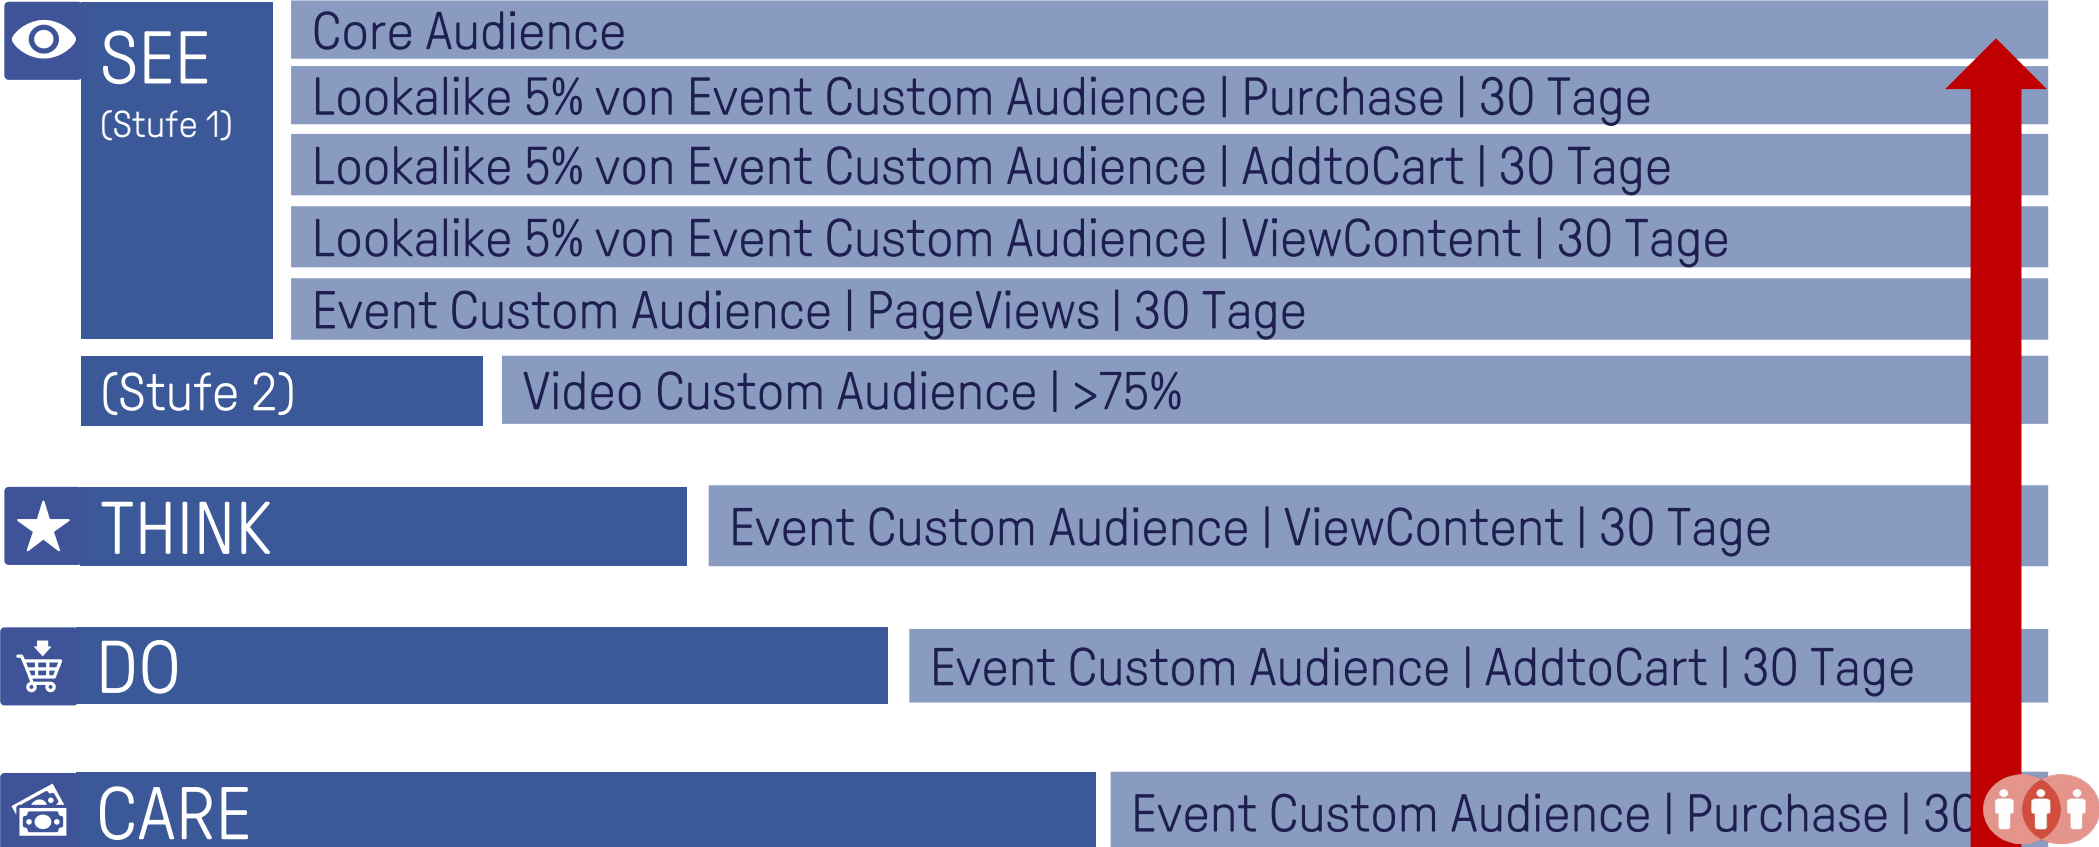 SEE
(Stufe 1)
Core Audience
Lookalike 5% von Event Custom Audience | Purchase | 30 Tage
Lookalike 5% von Event Custom Audience | AddtoCart | 30 Tage
Lookalike 5% von Event Custom Audience | ViewContent | 30 Tage
Event Custom Audience | PageViews | 30 Tage
(Stufe 2)
Video Custom Audience | >75%
THINK
Event Custom Audience | ViewContent | 30 Tage
DO
Event Custom Audience | AddtoCart | 30 Tage
CARE
Event Custom Audience | Purchase | 30